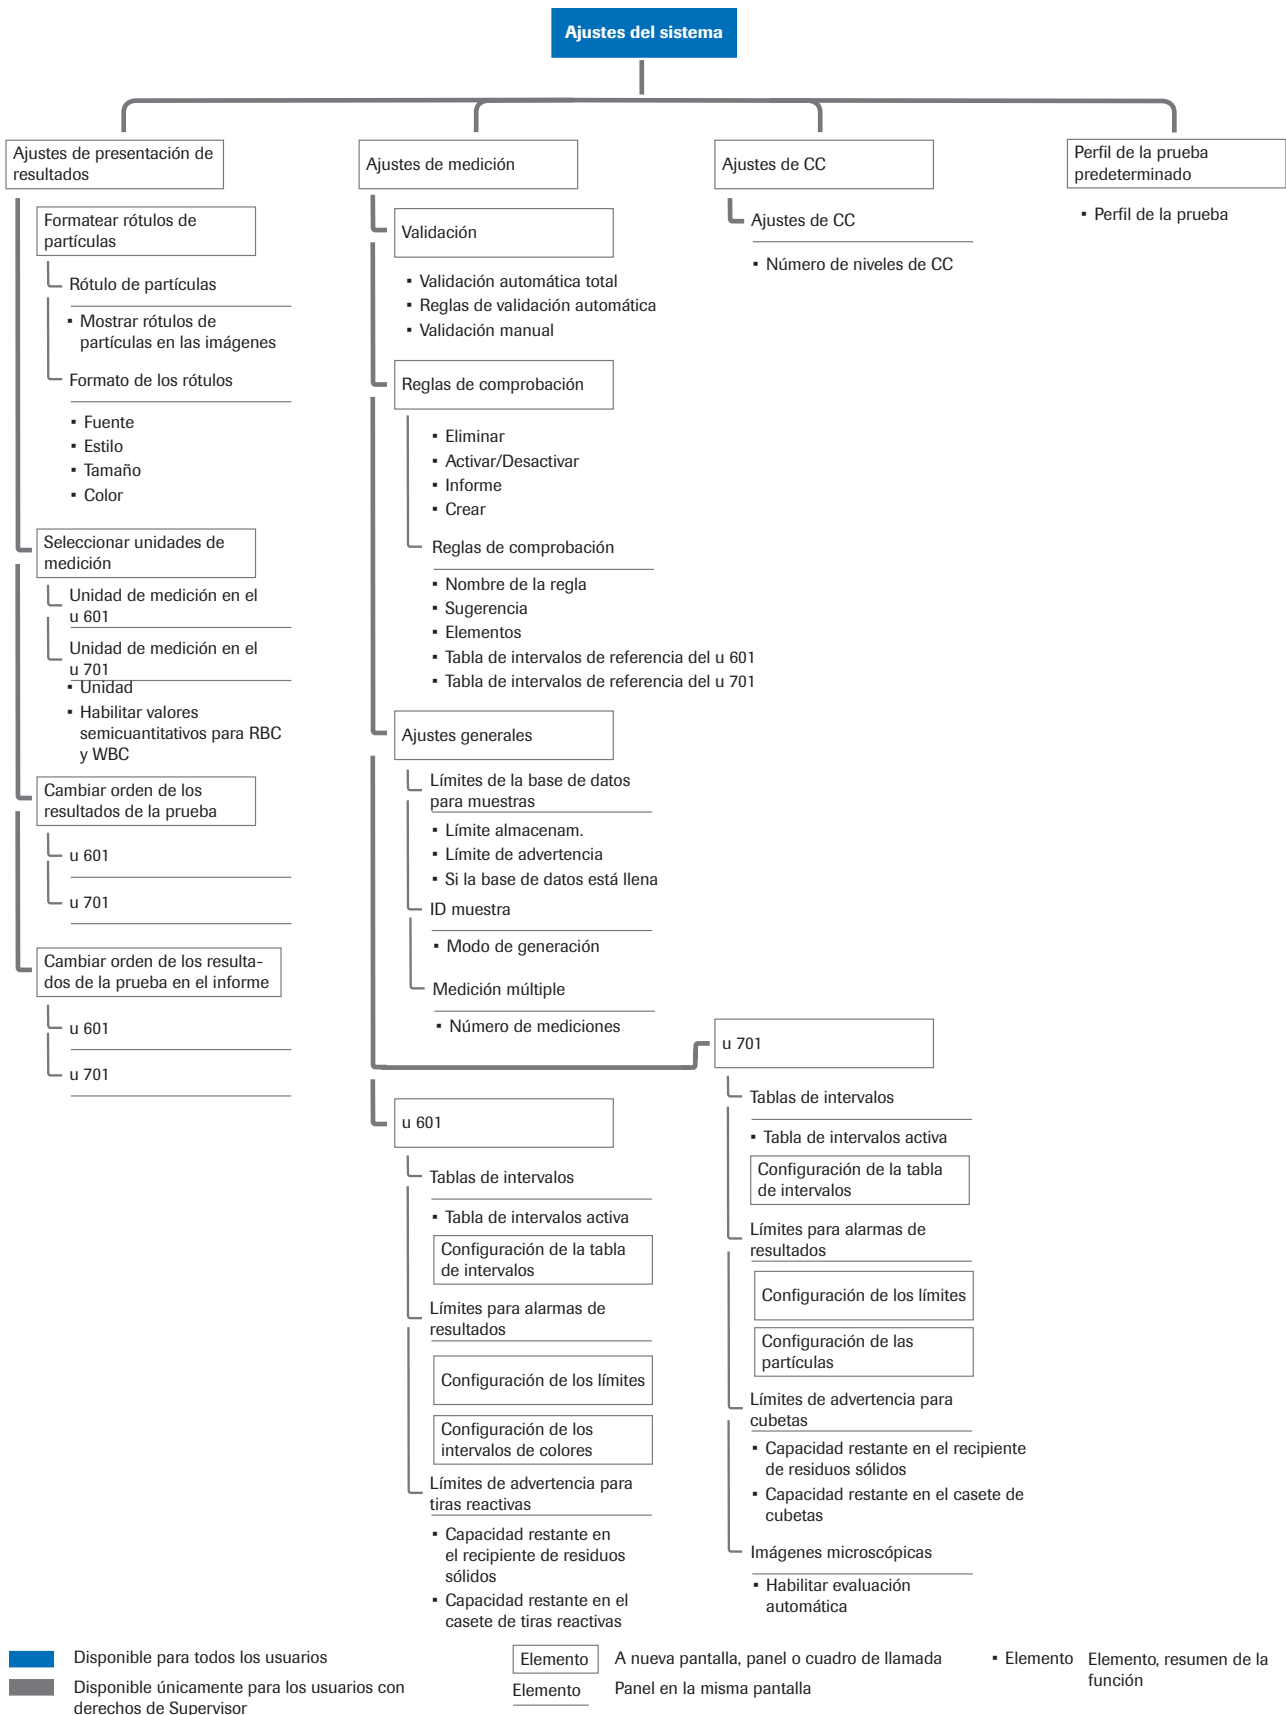 Ajustes del sistema
Ajustes de presentación de
resultados
Formatear rótulos de
partículas
Rótulo de partículas
▪ Mostrar rótulos de
partículas en las imágenes
Formato de los rótulos
▪ Fuente
▪ Estilo
▪ Tamaño
▪ Color
Seleccionar unidades de
medición
Unidad de medición en el
u 601
Unidad de medición en el
u 701
▪ Unidad
▪ Habilitar valores
semicuantitativos para RBC
y WBC
Cambiar orden de los
resultados de la prueba
u 601
u 701
Cambiar orden de los resulta-
dos de la prueba en el informe
u 601
u 701
Ajustes de medición
Validación
▪ Validación automática total
▪ Reglas de validación automática
▪ Validación manual
Reglas de comprobación
▪ Eliminar
▪ Activar/Desactivar
▪ Informe
▪ Crear
Reglas de comprobación
▪ Nombre de la regla
▪ Sugerencia
▪ Elementos
▪ Tabla de intervalos de referencia del u 601
▪ Tabla de intervalos de referencia del u 701
Ajustes generales
Límites de la base de datos
para muestras
▪ Límite almacenam.
▪ Límite de advertencia
▪ Si la base de datos está llena
ID muestra
▪ Modo de generación
Medición múltiple
▪ Número de mediciones
u 601
Tablas de intervalos
▪ Tabla de intervalos activa
Configuración de la tabla
de intervalos
Límites para alarmas de
resultados
Configuración de los límites
Configuración de los
intervalos de colores
Límites de advertencia para
tiras reactivas
▪ Capacidad restante en
el recipiente de residuos
sólidos
▪ Capacidad restante en el
casete de tiras reactivas
u 701
Tablas de intervalos
▪ Tabla de intervalos activa
Configuración de la tabla
de intervalos
Límites para alarmas de
resultados
Configuración de los límites
Configuración de las
partículas
Límites de advertencia para
cubetas
▪ Capacidad restante en el recipiente
de residuos sólidos
▪ Capacidad restante en el casete de
cubetas
Imágenes microscópicas
▪ Habilitar evaluación
automática
Ajustes de CC
Ajustes de CC
▪ Número de niveles de CC
Perfil de la prueba
predeterminado
▪ Perfil de la prueba
Disponible para todos los usuarios
Disponible únicamente para los usuarios con
derechos de Supervisor
Elemento A nueva pantalla, panel o cuadro de llamada
Elemento Panel en la misma pantalla
▪ Elemento Elemento, resumen de la
función